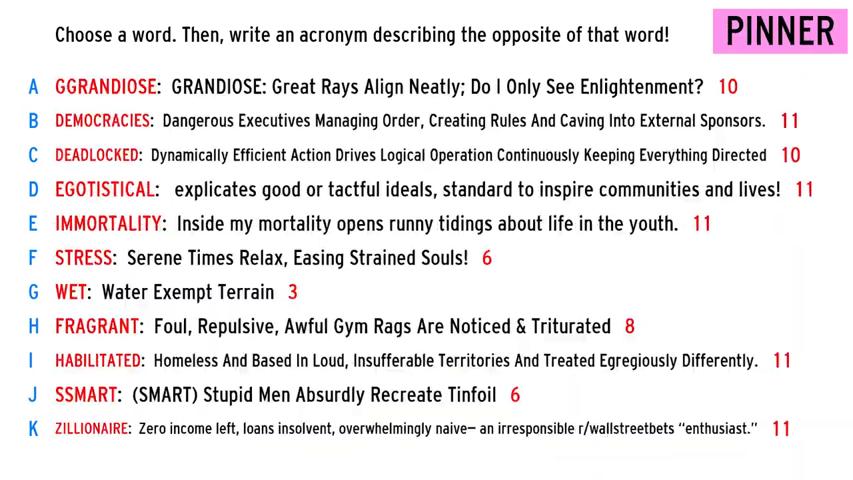 Choose a word. Then, write an acronym describing the opposite of that word!
PINNER
A GGRANDIOSE: GRANDIOSE: Great Rays Align Neatly; Do I Only See Enlightenment? 10
B DEMOCRACIES: Dangerous Executives Managing Order, Creating Rules And Caving Into External Sponsors. 11
C DEADLOCKED: Dynamically Efficient Action Drives Logical Operation Continuously Keeping Everything Directed 10
D EGOTISTICAL: explicates good or tactful ideals, standard to inspire communities and lives! 11
E IMMORTALITY: Inside my mortality opens runny tidings about life in the youth. 11
F STRESS: Serene Times Relax, Easing Strained Souls! 6
G WET: Water Exempt Terrain 3
H FRAGRANT: Foul, Repulsive, Awful Gym Rags Are Noticed & Triturated 8
I HABILITATED: Homeless And Based In Loud, Insufferable Territories And Treated Egregiously Differently. 11
J SSMART: (SMART) Stupid Men Absurdly Recreate Tinfoil 6
K ZILLIONAIRE: Zero income left, loans insolvent, overwhelmingly naive– an irresponsible r/wallstreetbets “enthusiast.” 11